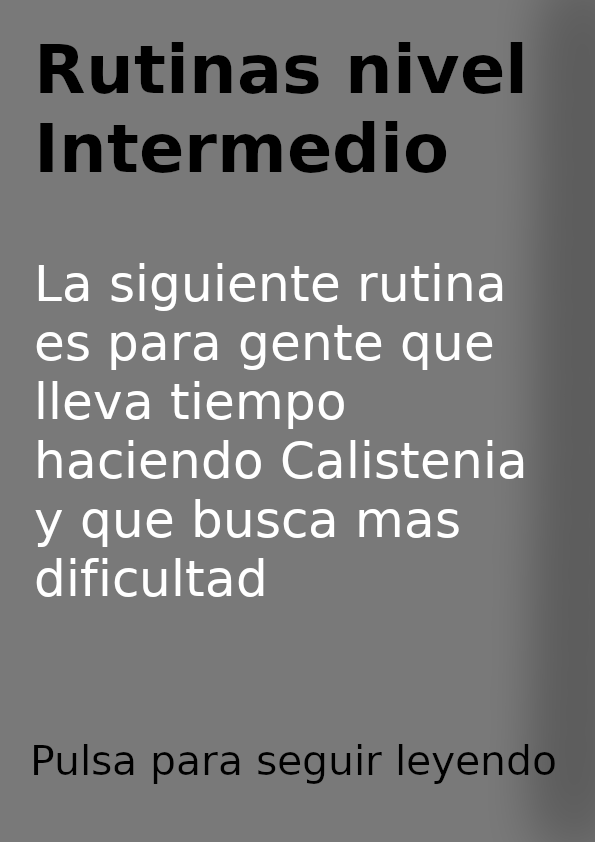 Rutinas nivel
Intermedio
La siguiente rutina
es para gente que
lleva tiempo
haciendo Calistenia
y que busca mas
dificultad
Pulsa para seguir leyendo